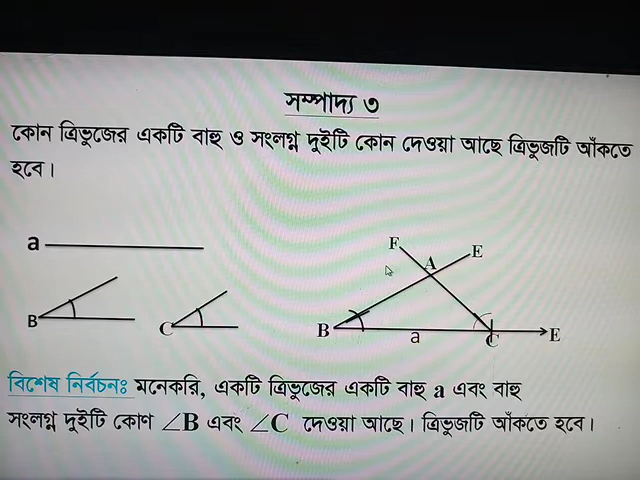 সম্পাদ্য ৩
কোন ত্রিভুজের একটি বাহু ও সংলগ্ন দুইটি কোন দেওয়া আছে ত্রিভুজটি আঁকতে
হবে।
a
B
C
F
A
E
B
a
C
E
বিশেষ নির্বচনঃ মনেকরি, একটি ত্রিভুজের একটি বাহু a এবং বাহু
সংলগ্ন দুইটি কোণ ∠B এবং ∠C দেওয়া আছে। ত্রিভুজটি আঁকতে হবে।